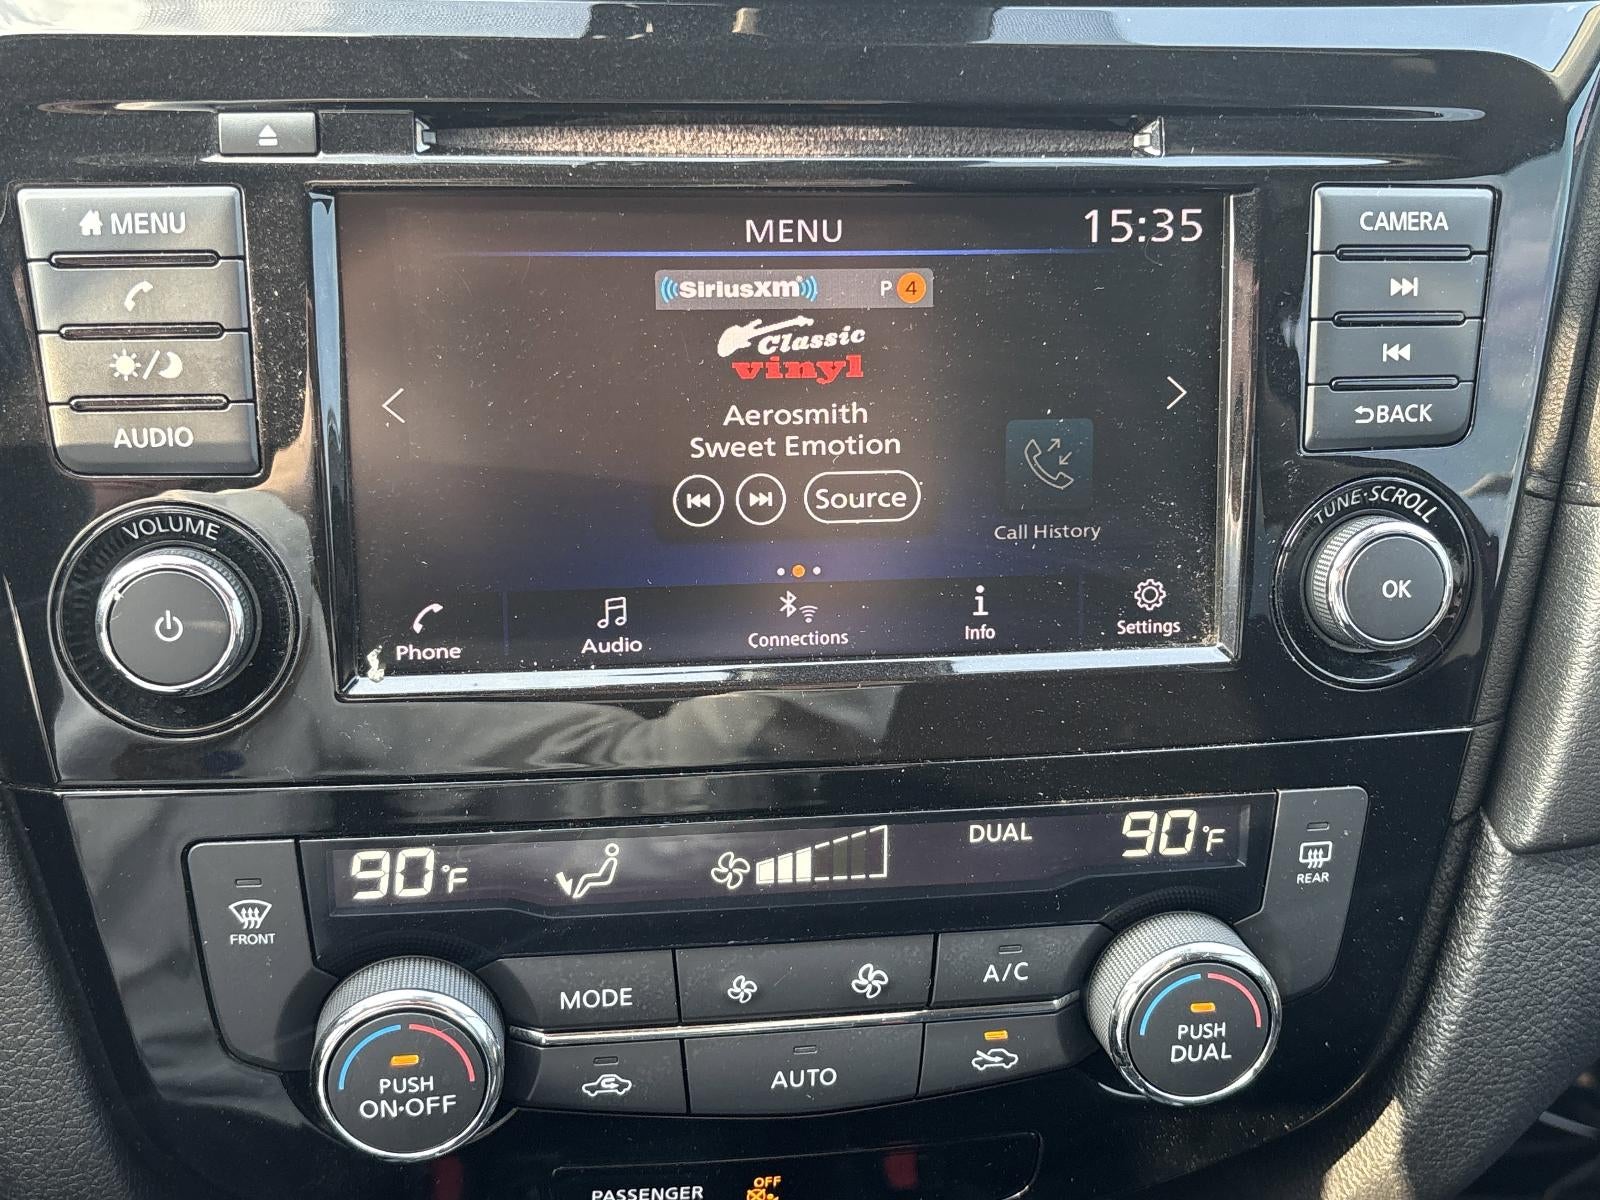 MENU
AUDIO
VOLUME
MENU 15:35
SiriusXm P 4
Classic
vinyl
Aerosmith
Sweet Emotion
Source
Call History
Phone
Audio
Connections
Info
Settings
CAMERA
BACK
TUNE·SCROLL
OK
90°F
DUAL
90°F
FRONT
REAR
MODE
A/C
AUTO
PUSH
ON·OFF
PUSH
DUAL
PASSENGER
OFF